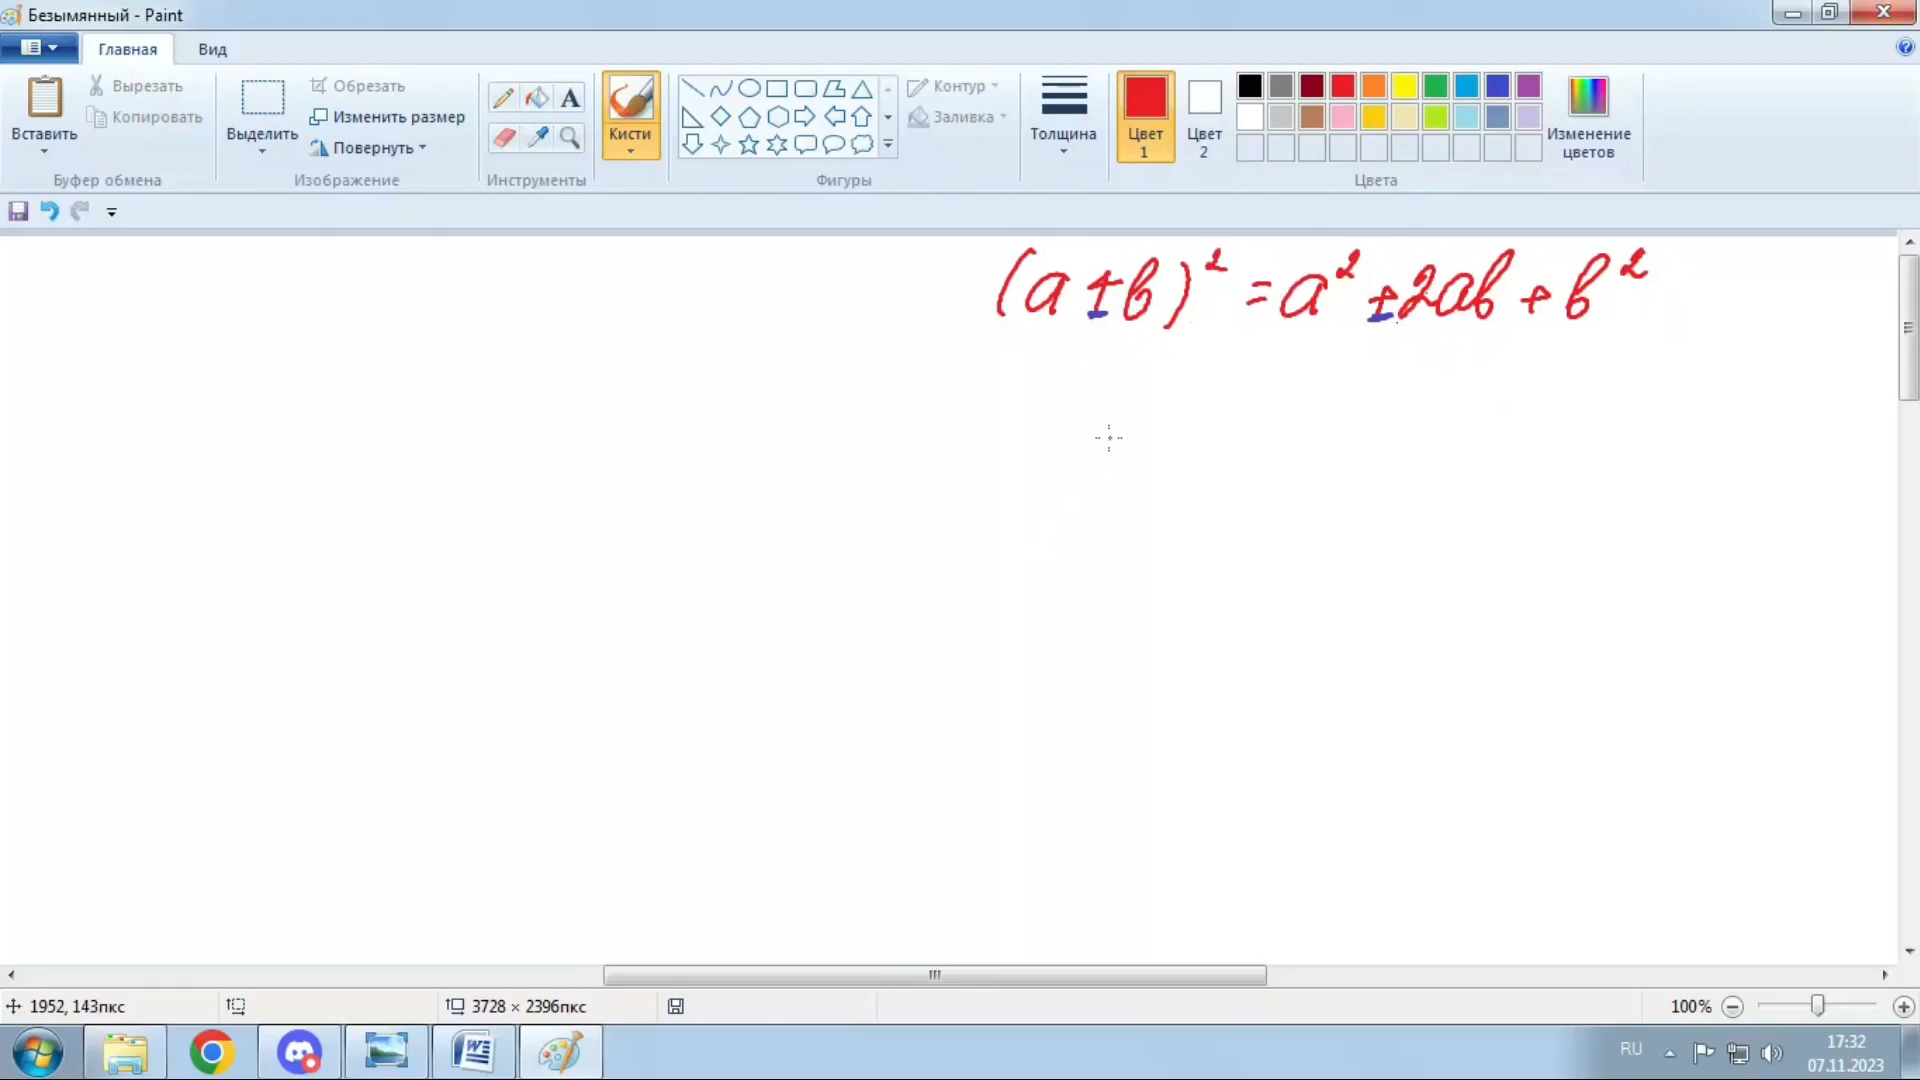 Безымянный - Paint
Главная Вид
Вставить
Вырезать
Копировать
Буфер обмена
Выделить
Обрезать
Изменить размер
Повернуть
Изображение
Инструменты
Кисти
Фигуры
Контур
Заливка
Толщина
Цвет 1
Цвет 2
Изменение цветов
Цвета
(a ± b)² = a² ± 2ab + b²
1952, 143пкс
3728 × 2396пкс
100%
RU
17:32
07.11.2023